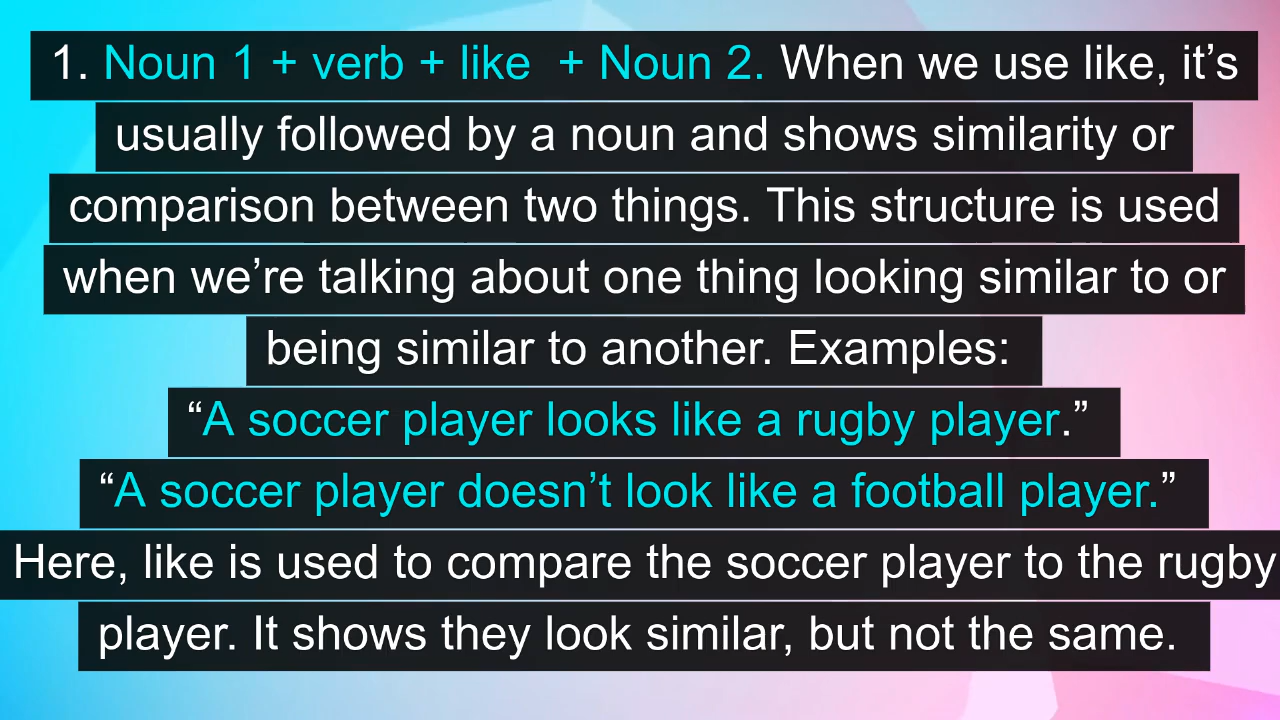 1. Noun 1 + verb + like + Noun 2. When we use like, it’s
usually followed by a noun and shows similarity or
comparison between two things. This structure is used
when we’re talking about one thing looking similar to or
being similar to another. Examples:
“A soccer player looks like a rugby player.”
“A soccer player doesn’t look like a football player.”
Here, like is used to compare the soccer player to the rugby
player. It shows they look similar, but not the same.